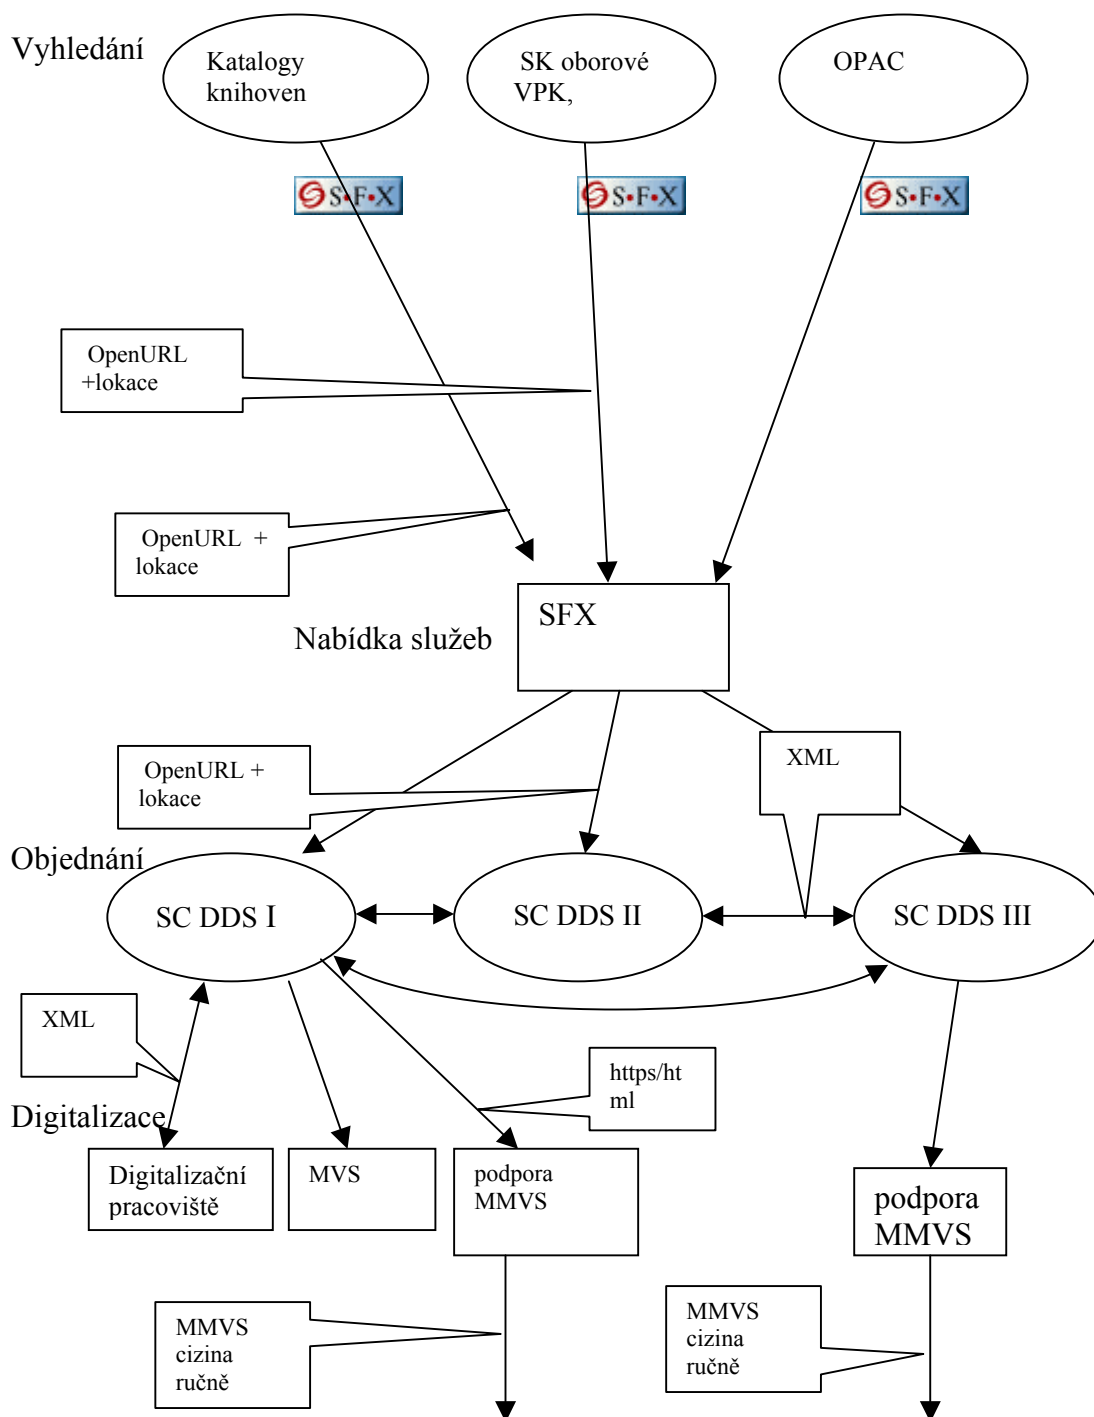 Vyhledání
Katalogy
knihoven
SK oborové
VPK,
OPAC
S•F•X
S•F•X
S•F•X
OpenURL
+lokace
OpenURL +
lokace
SFX
Nabídka služeb
OpenURL +
lokace
XML
Objednání
SC DDS I
SC DDS II
SC DDS III
XML
https/ht
ml
Digitalizace
Digitalizační
pracoviště
MVS
podpora
MMVS
podpora
MMVS
MMVS
cizina
ručně
MMVS
cizina
ručně